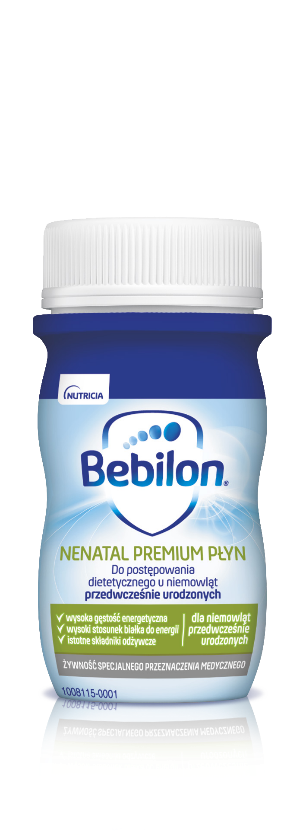 NUTRICIA
Bebilon®
NENATAL PREMIUM PŁYN
Do postępowania
dietetycznego u niemowląt
przedwcześnie urodzonych
✓ wysoka gęstość energetyczna
✓ wysoki stosunek białka do energii
✓ istotne składniki odżywcze
dla niemowląt
przedwcześnie
urodzonych
ŻYWNOŚĆ SPECJALNEGO PRZEZNACZENIA MEDYCZNEGO
1008115-0001